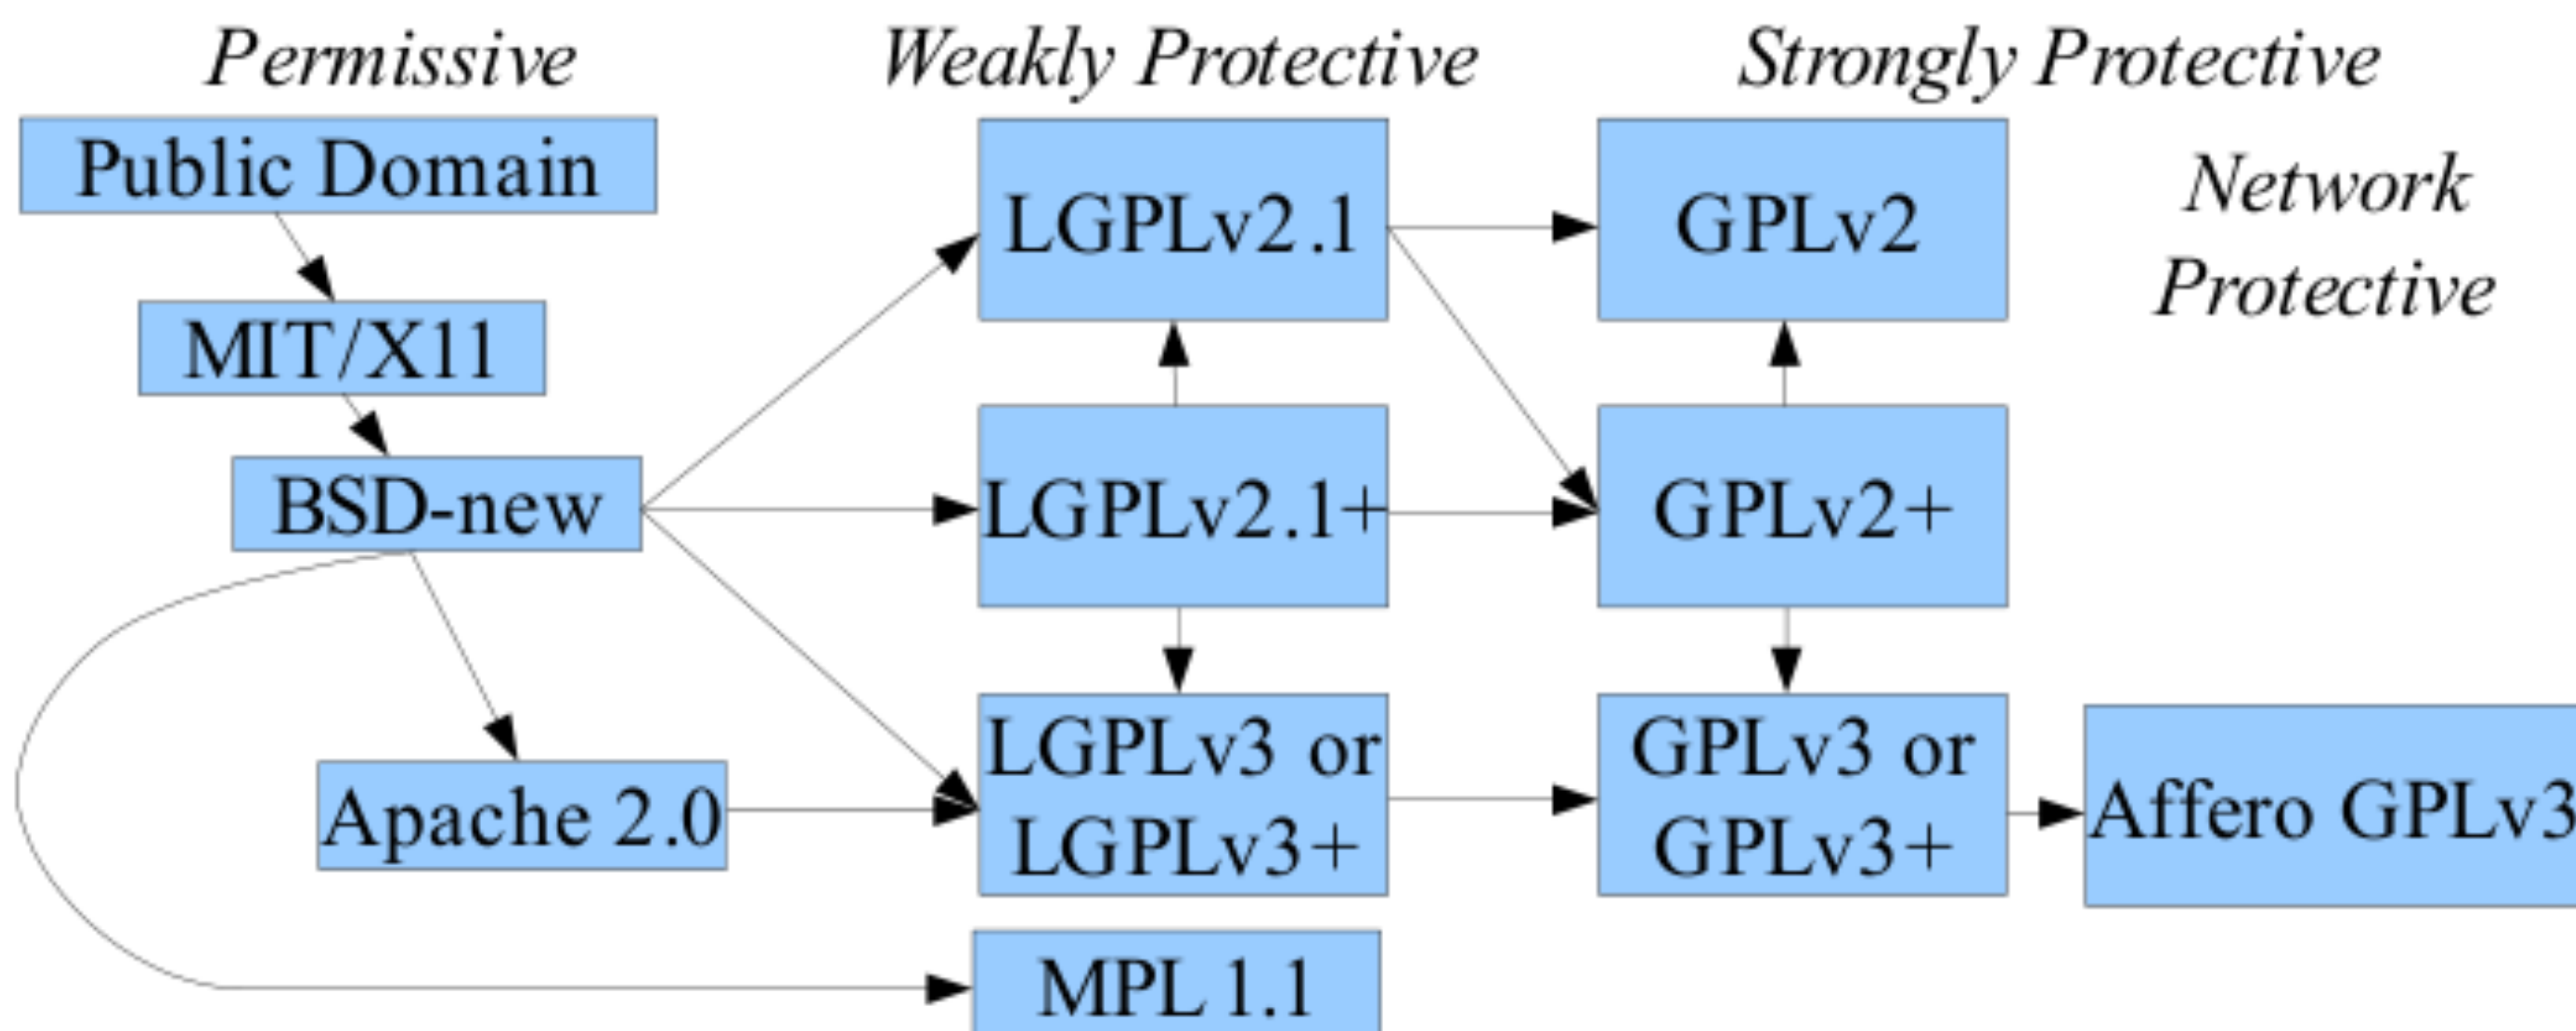 Permissive
Weakly Protective
Strongly Protective
Public Domain
LGPLv2.1
GPLv2
Network
Protective
MIT/X11
BSD-new
LGPLv2.1+
GPLv2+
Apache 2.0
LGPLv3 or
LGPLv3+
GPLv3 or
GPLv3+
Affero GPLv3
MPL 1.1